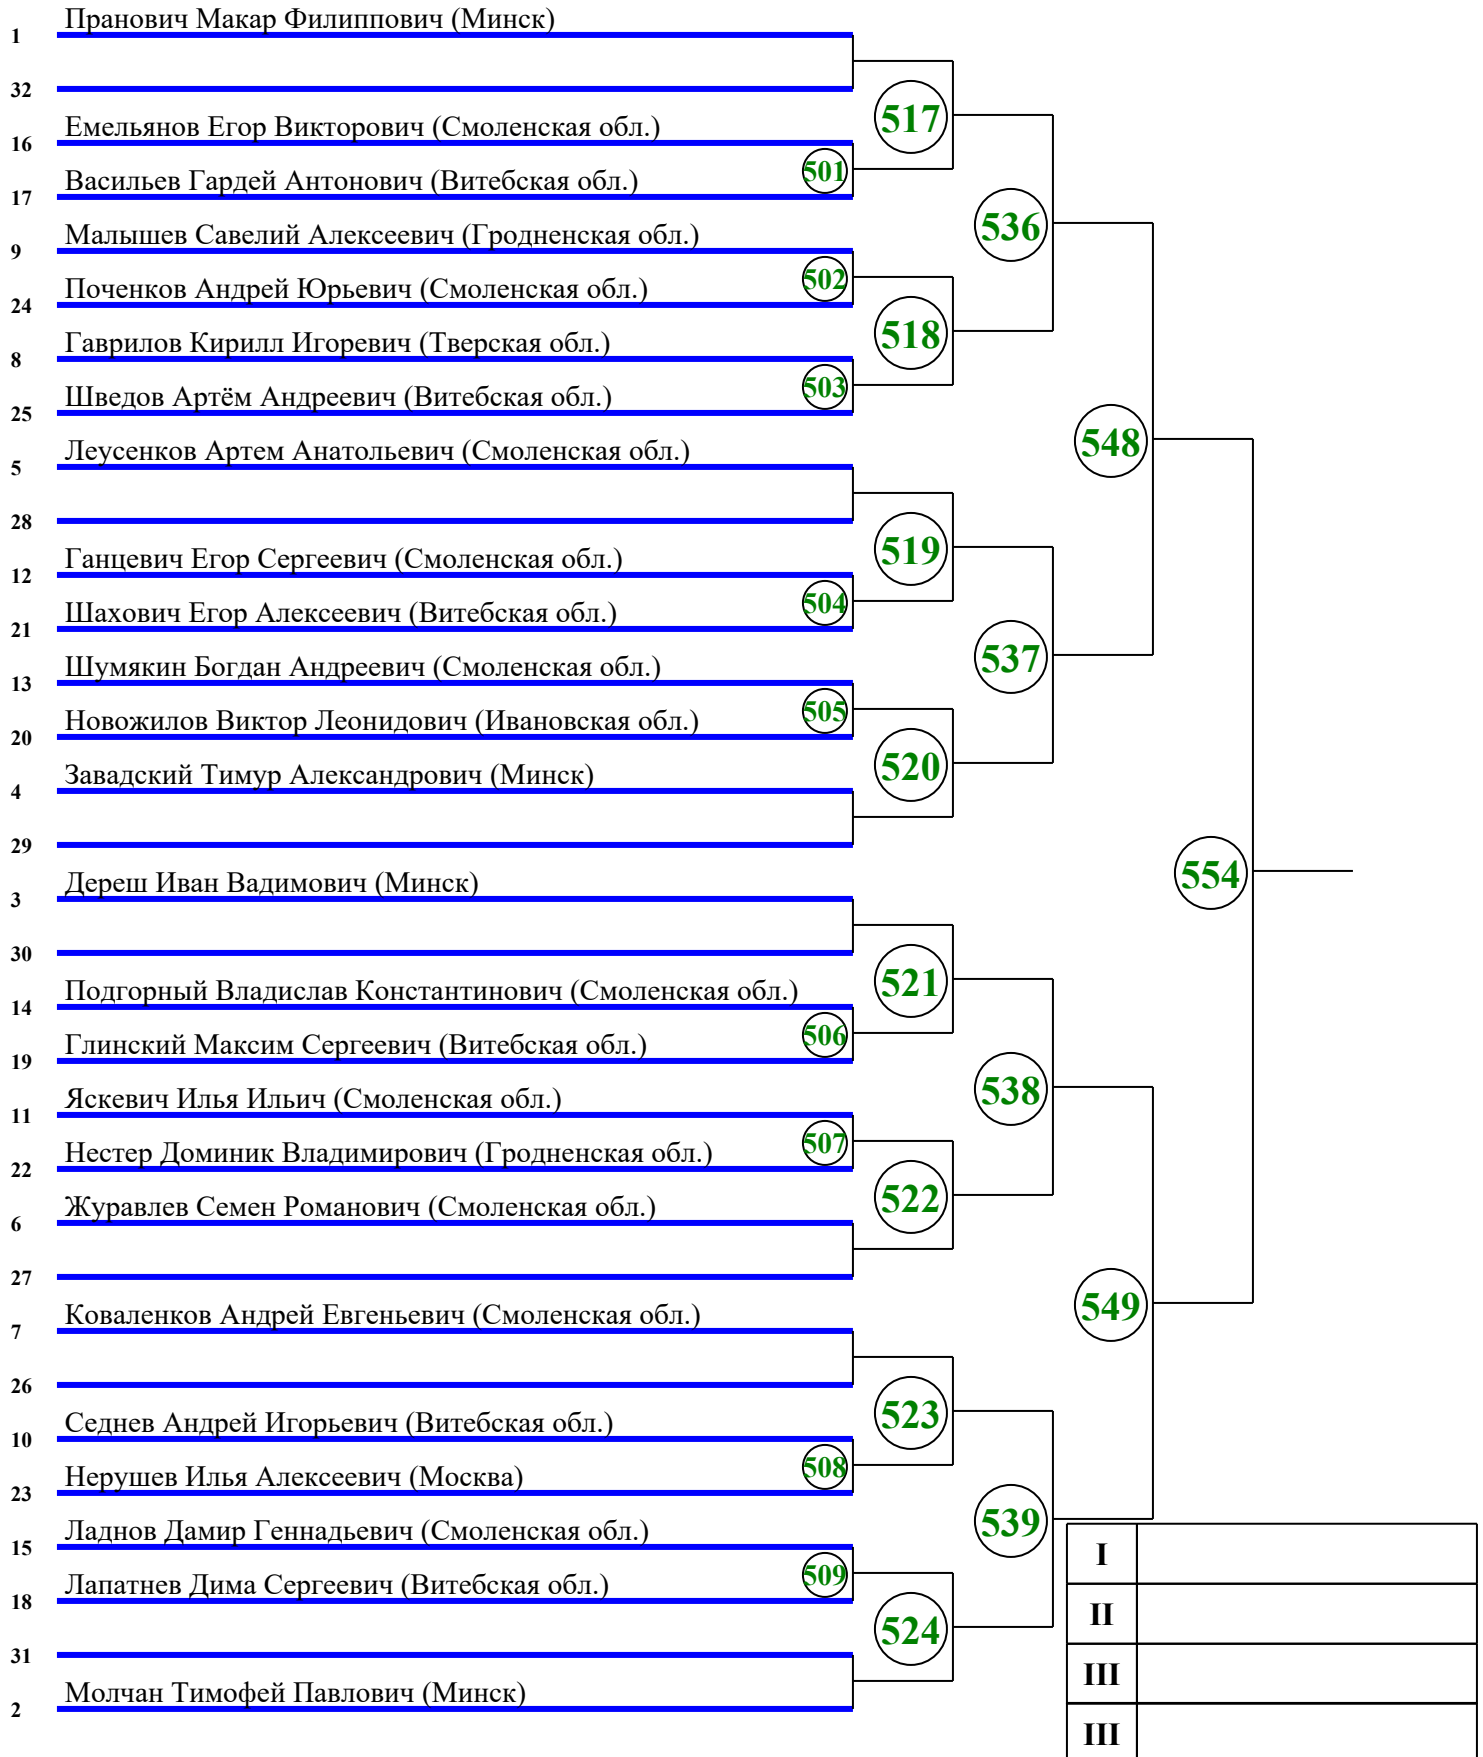 Пранович Макар Филиппович (Минск)
1
32
517
Емельянов Егор Викторович (Смоленская обл.)
16
501
Васильев Гардей Антонович (Витебская обл.)
17
536
Малышев Савелий Алексеевич (Гродненская обл.)
9
502
Поченков Андрей Юрьевич (Смоленская обл.)
24
518
Гаврилов Кирилл Игоревич (Тверская обл.)
8
503
Шведов Артём Андреевич (Витебская обл.)
25
548
Леусенков Артем Анатольевич (Смоленская обл.)
5
28
519
Ганцевич Егор Сергеевич (Смоленская обл.)
12
504
Шахович Егор Алексеевич (Витебская обл.)
21
537
Шумякин Богдан Андреевич (Смоленская обл.)
13
505
Новожилов Виктор Леонидович (Ивановская обл.)
20
520
Завадский Тимур Александрович (Минск)
4
29
554
Дереш Иван Вадимович (Минск)
3
30
521
Подгорный Владислав Константинович (Смоленская обл.)
14
506
Глинский Максим Сергеевич (Витебская обл.)
19
538
Яскевич Илья Ильич (Смоленская обл.)
11
507
Нестер Доминик Владимирович (Гродненская обл.)
22
522
Журавлев Семен Романович (Смоленская обл.)
6
27
549
Коваленков Андрей Евгеньевич (Смоленская обл.)
7
26
523
Седнев Андрей Игорьевич (Витебская обл.)
10
508
Нерушев Илья Алексеевич (Москва)
23
539
Ладнов Дамир Геннадьевич (Смоленская обл.)
15
509
Лапатнев Дима Сергеевич (Витебская обл.)
18
524
31
Молчан Тимофей Павлович (Минск)
2
I
II
III
III